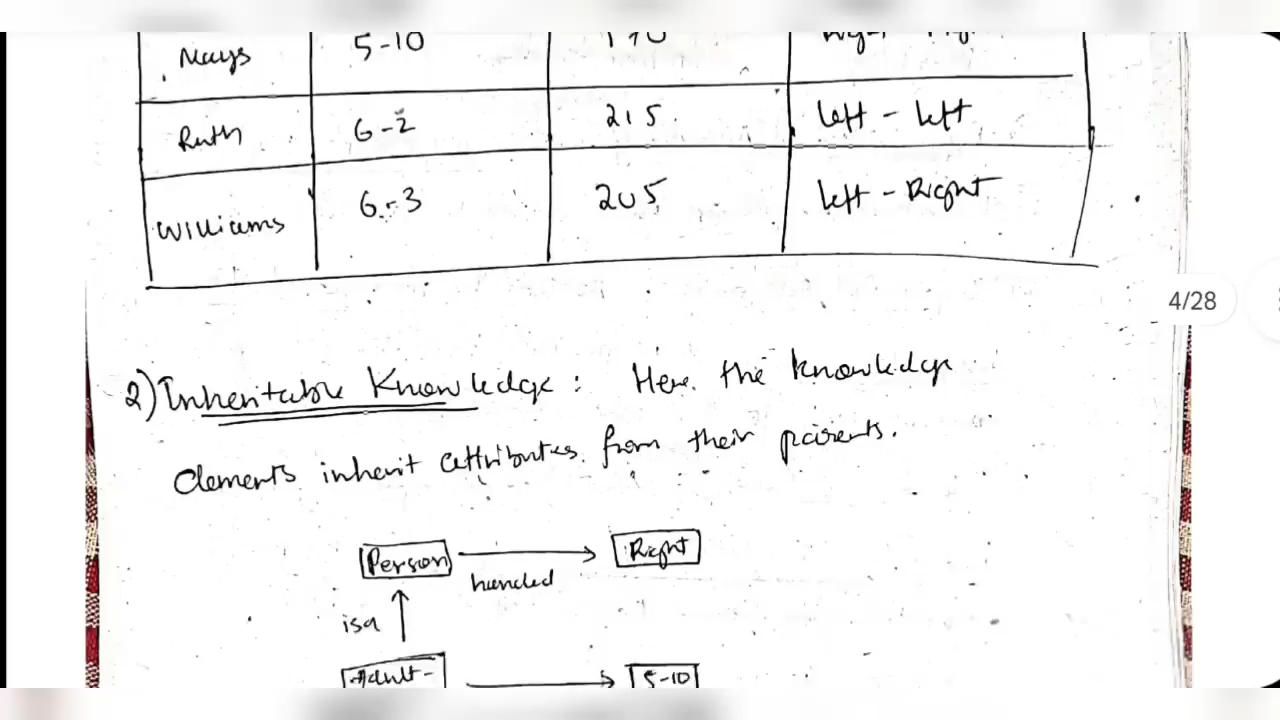 Mays 5-10
Ruth 6-2 215
left - left
Williams 6-3 205 left - Right
4/28
2) Inheritable Knowledge : Here the knowledge
Elements inherit attributes from their parents.
Person Right
handed
isa
Adult- 5-10